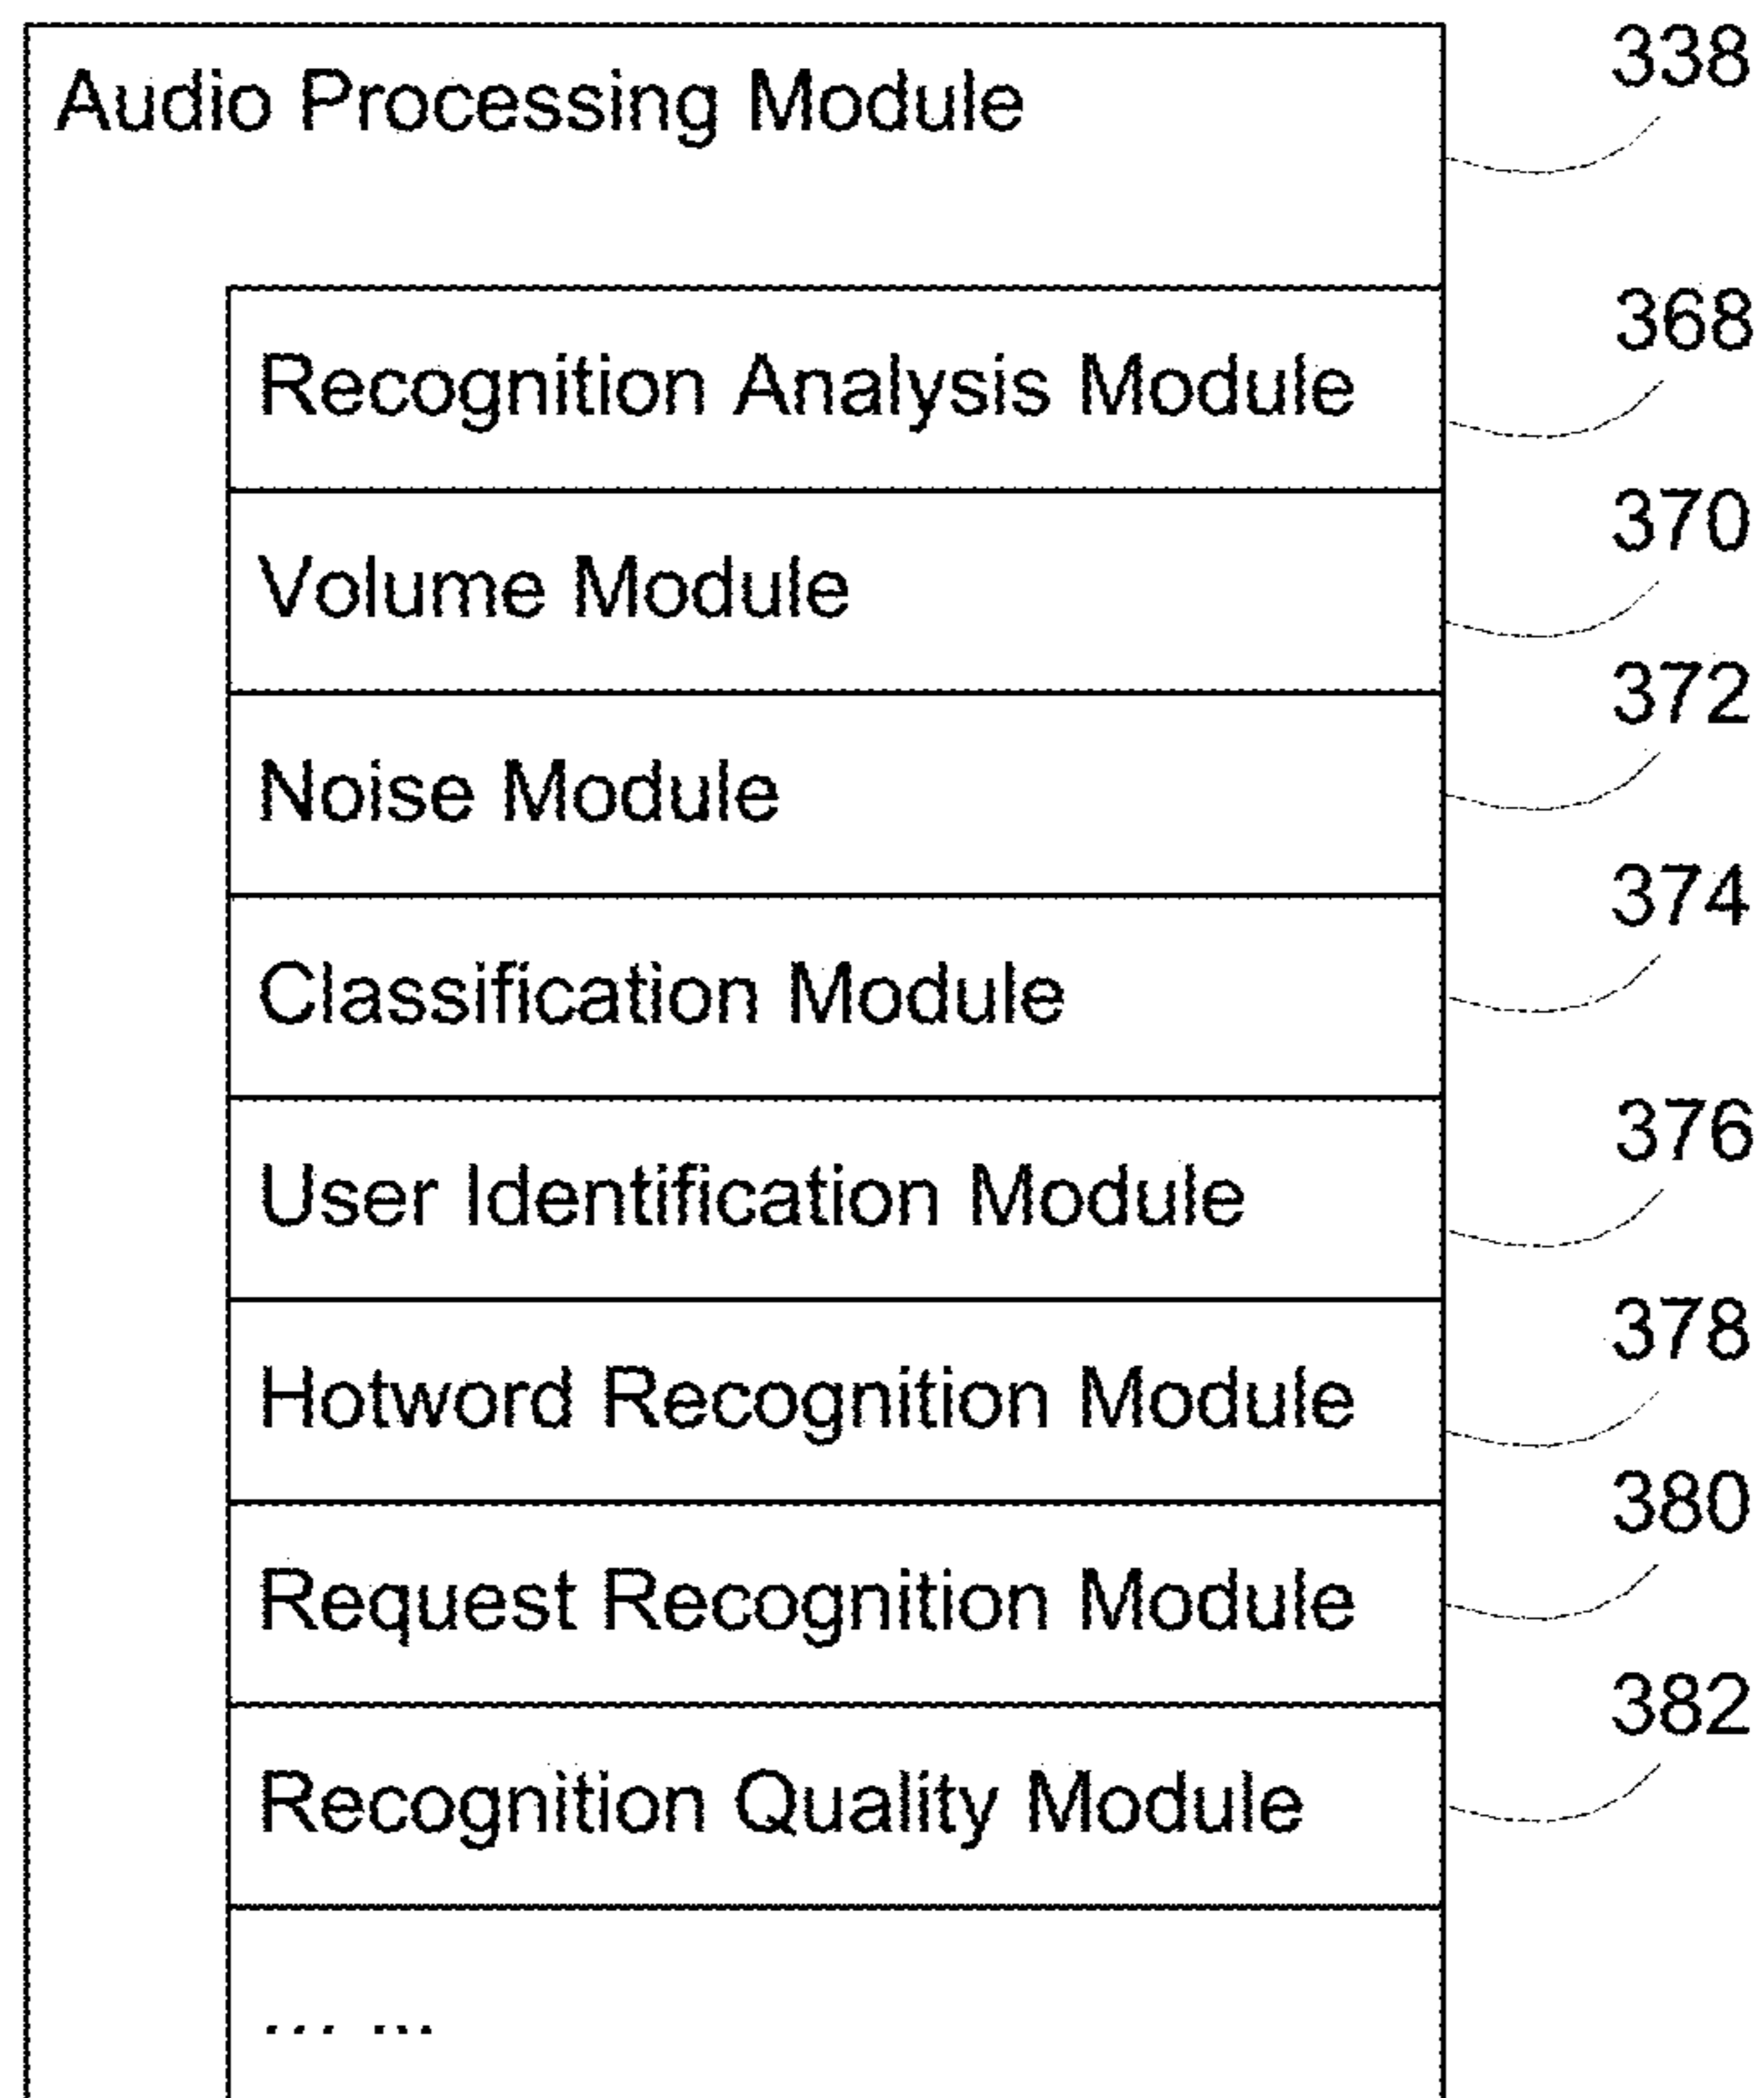 338
Audio Processing Module
368
Recognition Analysis Module
370
Volume Module
372
Noise Module
374
Classification Module
376
User Identification Module
378
Hotword Recognition Module
380
Request Recognition Module
382
Recognition Quality Module
... ...